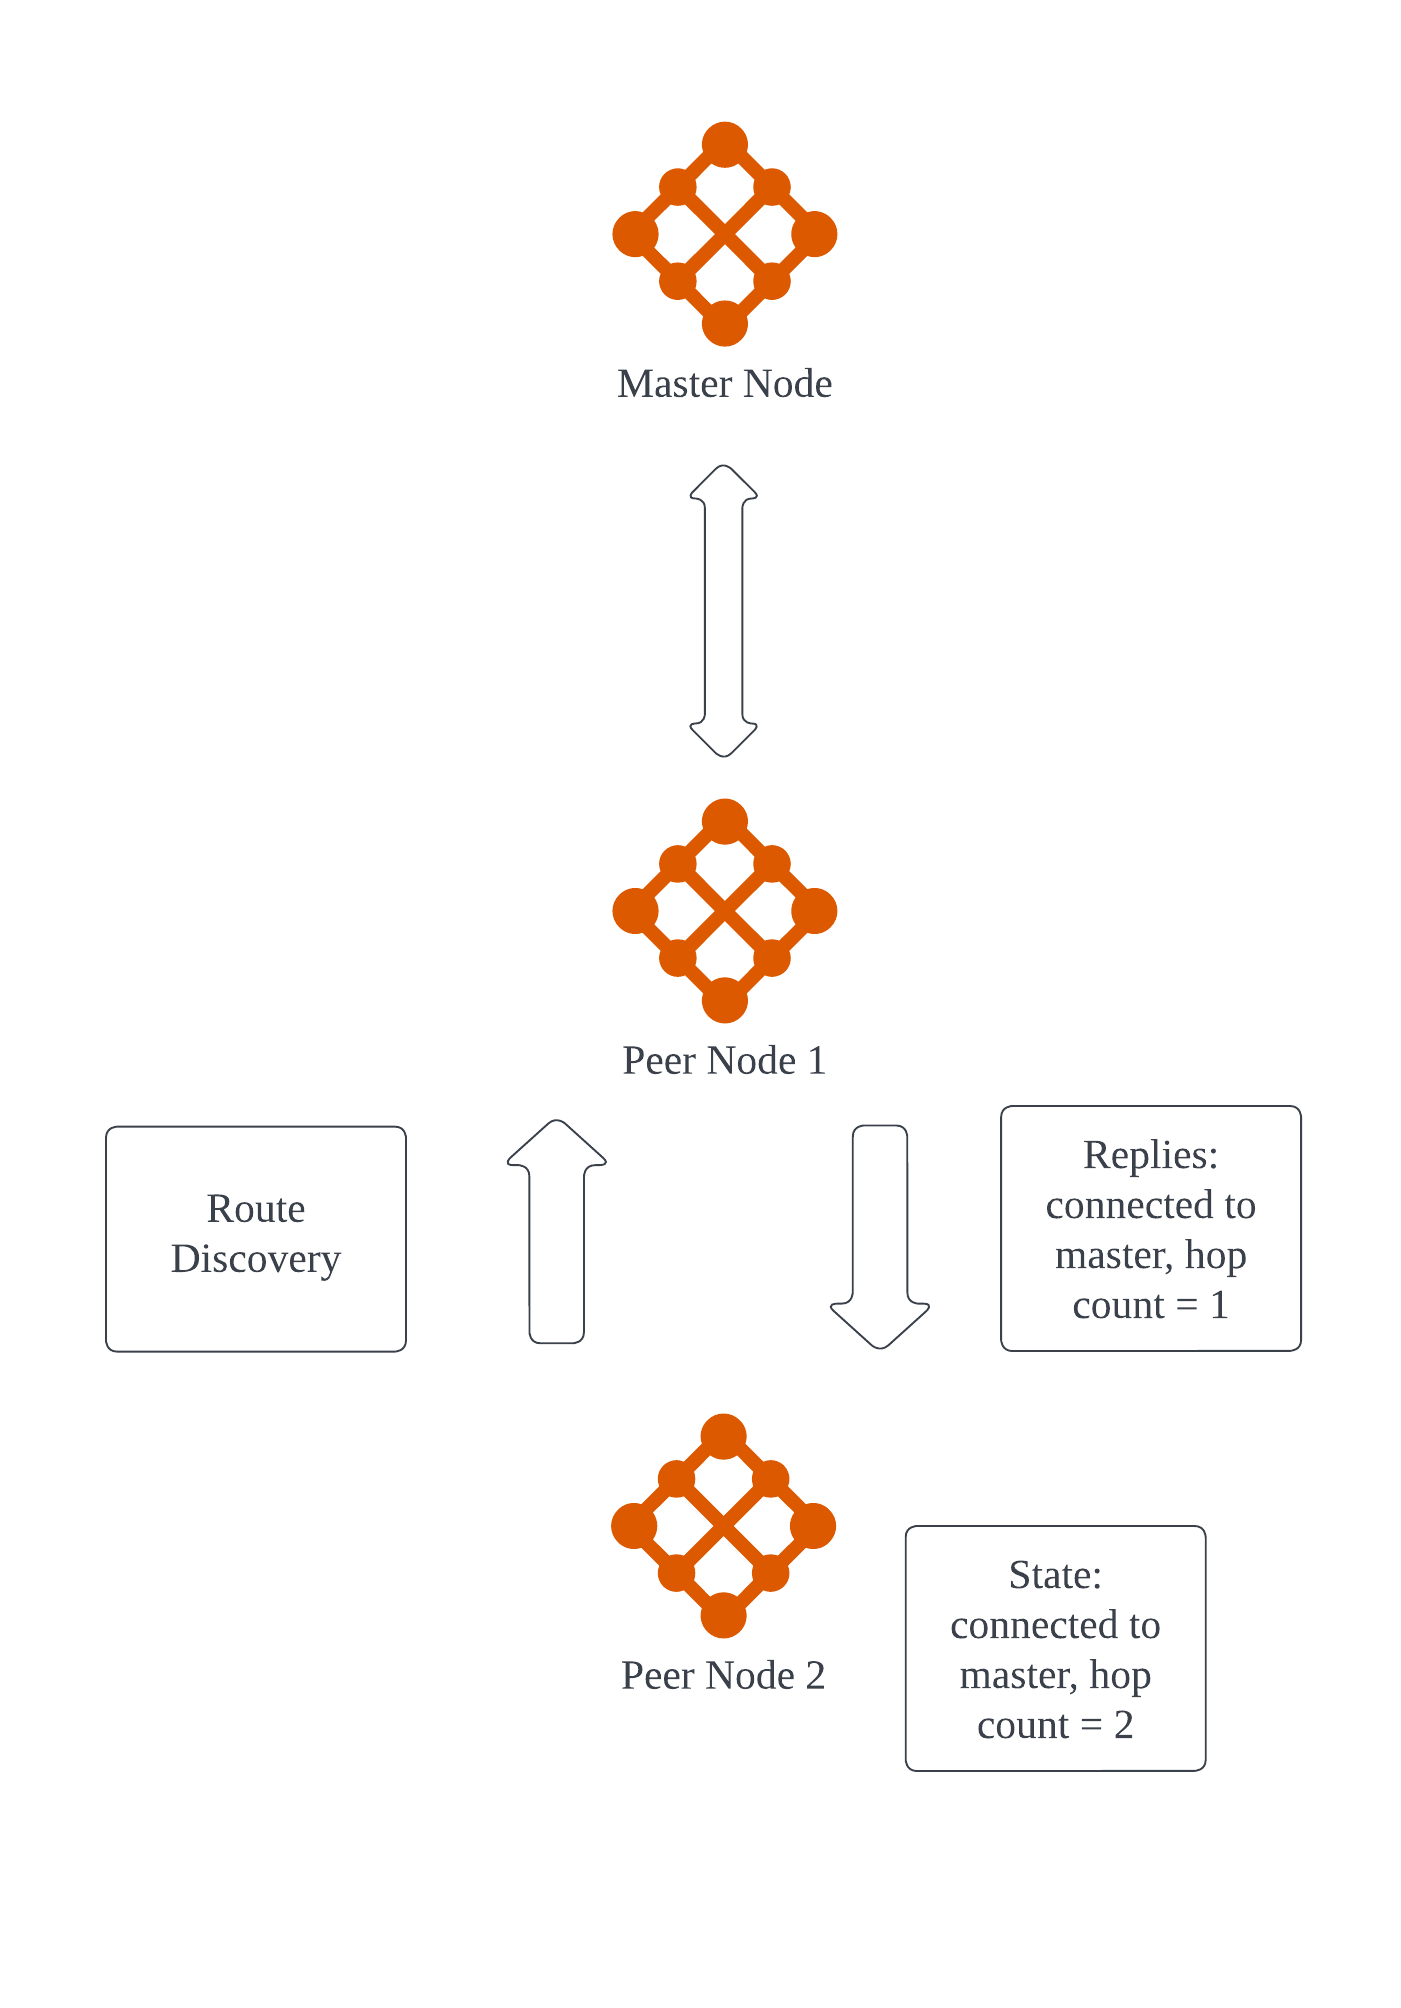 Master Node
Peer Node 1
Route
Discovery
Replies:
connected to
master, hop
count = 1
Peer Node 2
State:
connected to
master, hop
count = 2